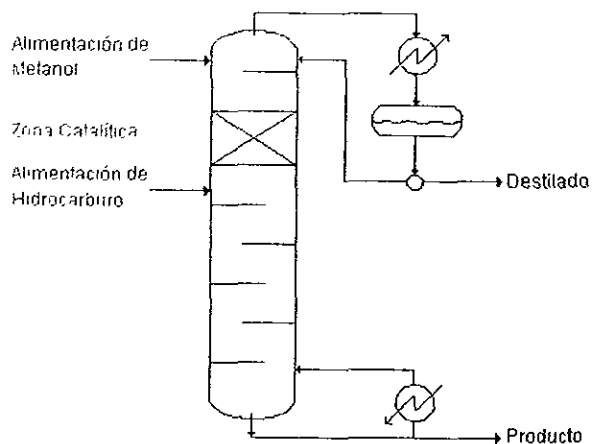 Alimentación de
Metanol
Zona Catalítica
Alimentación de
Hidrocarburo
Destilado
Producto